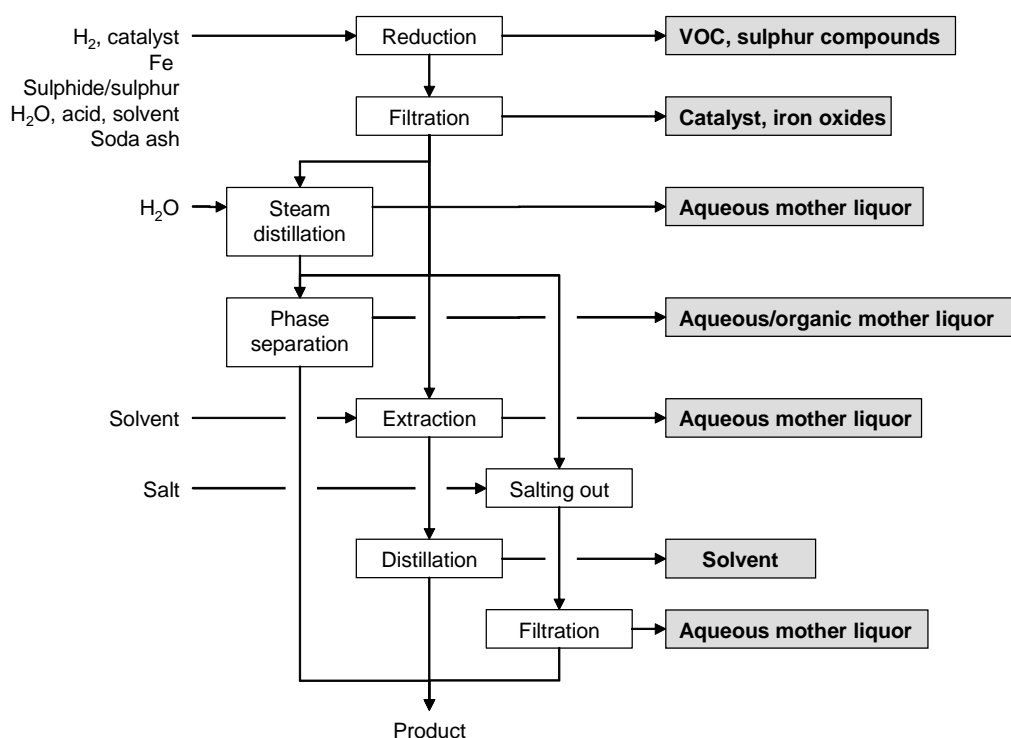 H₂, catalyst
Fe
Sulphide/sulphur
H₂O, acid, solvent
Soda ash
Reduction
VOC, sulphur compounds
Filtration
Catalyst, iron oxides
H₂O
Steam
distillation
Aqueous mother liquor
Phase
separation
Aqueous/organic mother liquor
Solvent
Extraction
Aqueous mother liquor
Salt
Salting out
Distillation
Solvent
Filtration
Aqueous mother liquor
Product